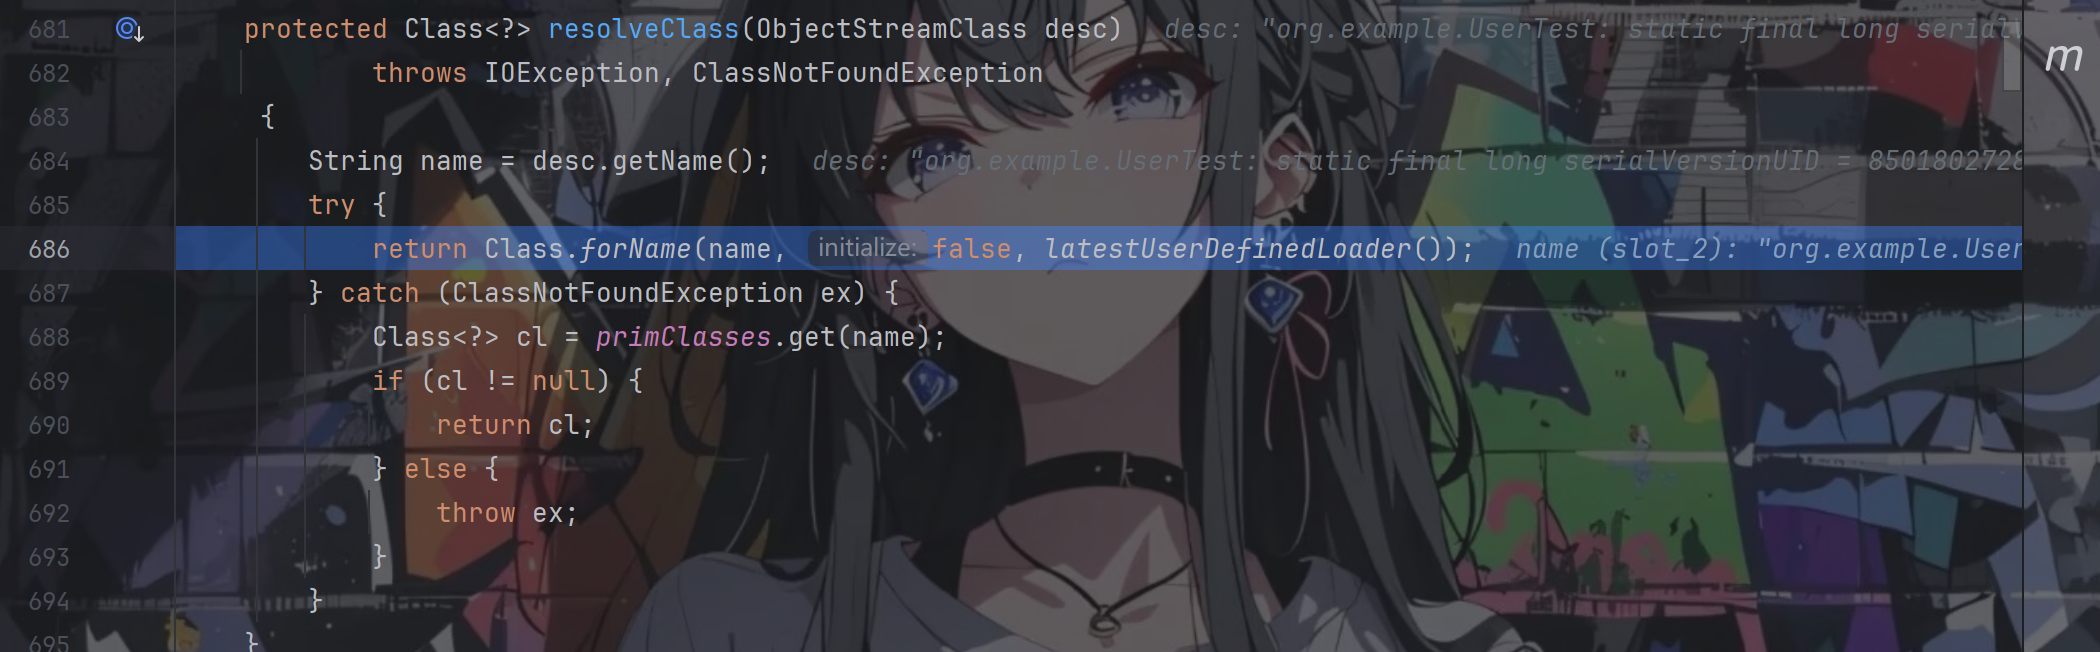 681 protected Class<?> resolveClass(ObjectStreamClass desc) desc: "org.example.UserTest: static final long serialV
682 throws IOException, ClassNotFoundException
683 {
684 String name = desc.getName(); desc: "org.example.UserTest: static final long serialVersionUID = 8501802728
685 try {
686 return Class.forName(name, initialize: false, latestUserDefinedLoader()); name (slot_2): "org.example.User
687 } catch (ClassNotFoundException ex) {
688 Class<?> cl = primClasses.get(name);
689 if (cl != null) {
690 return cl;
691 } else {
692 throw ex;
693 }
694 }
695 }
m